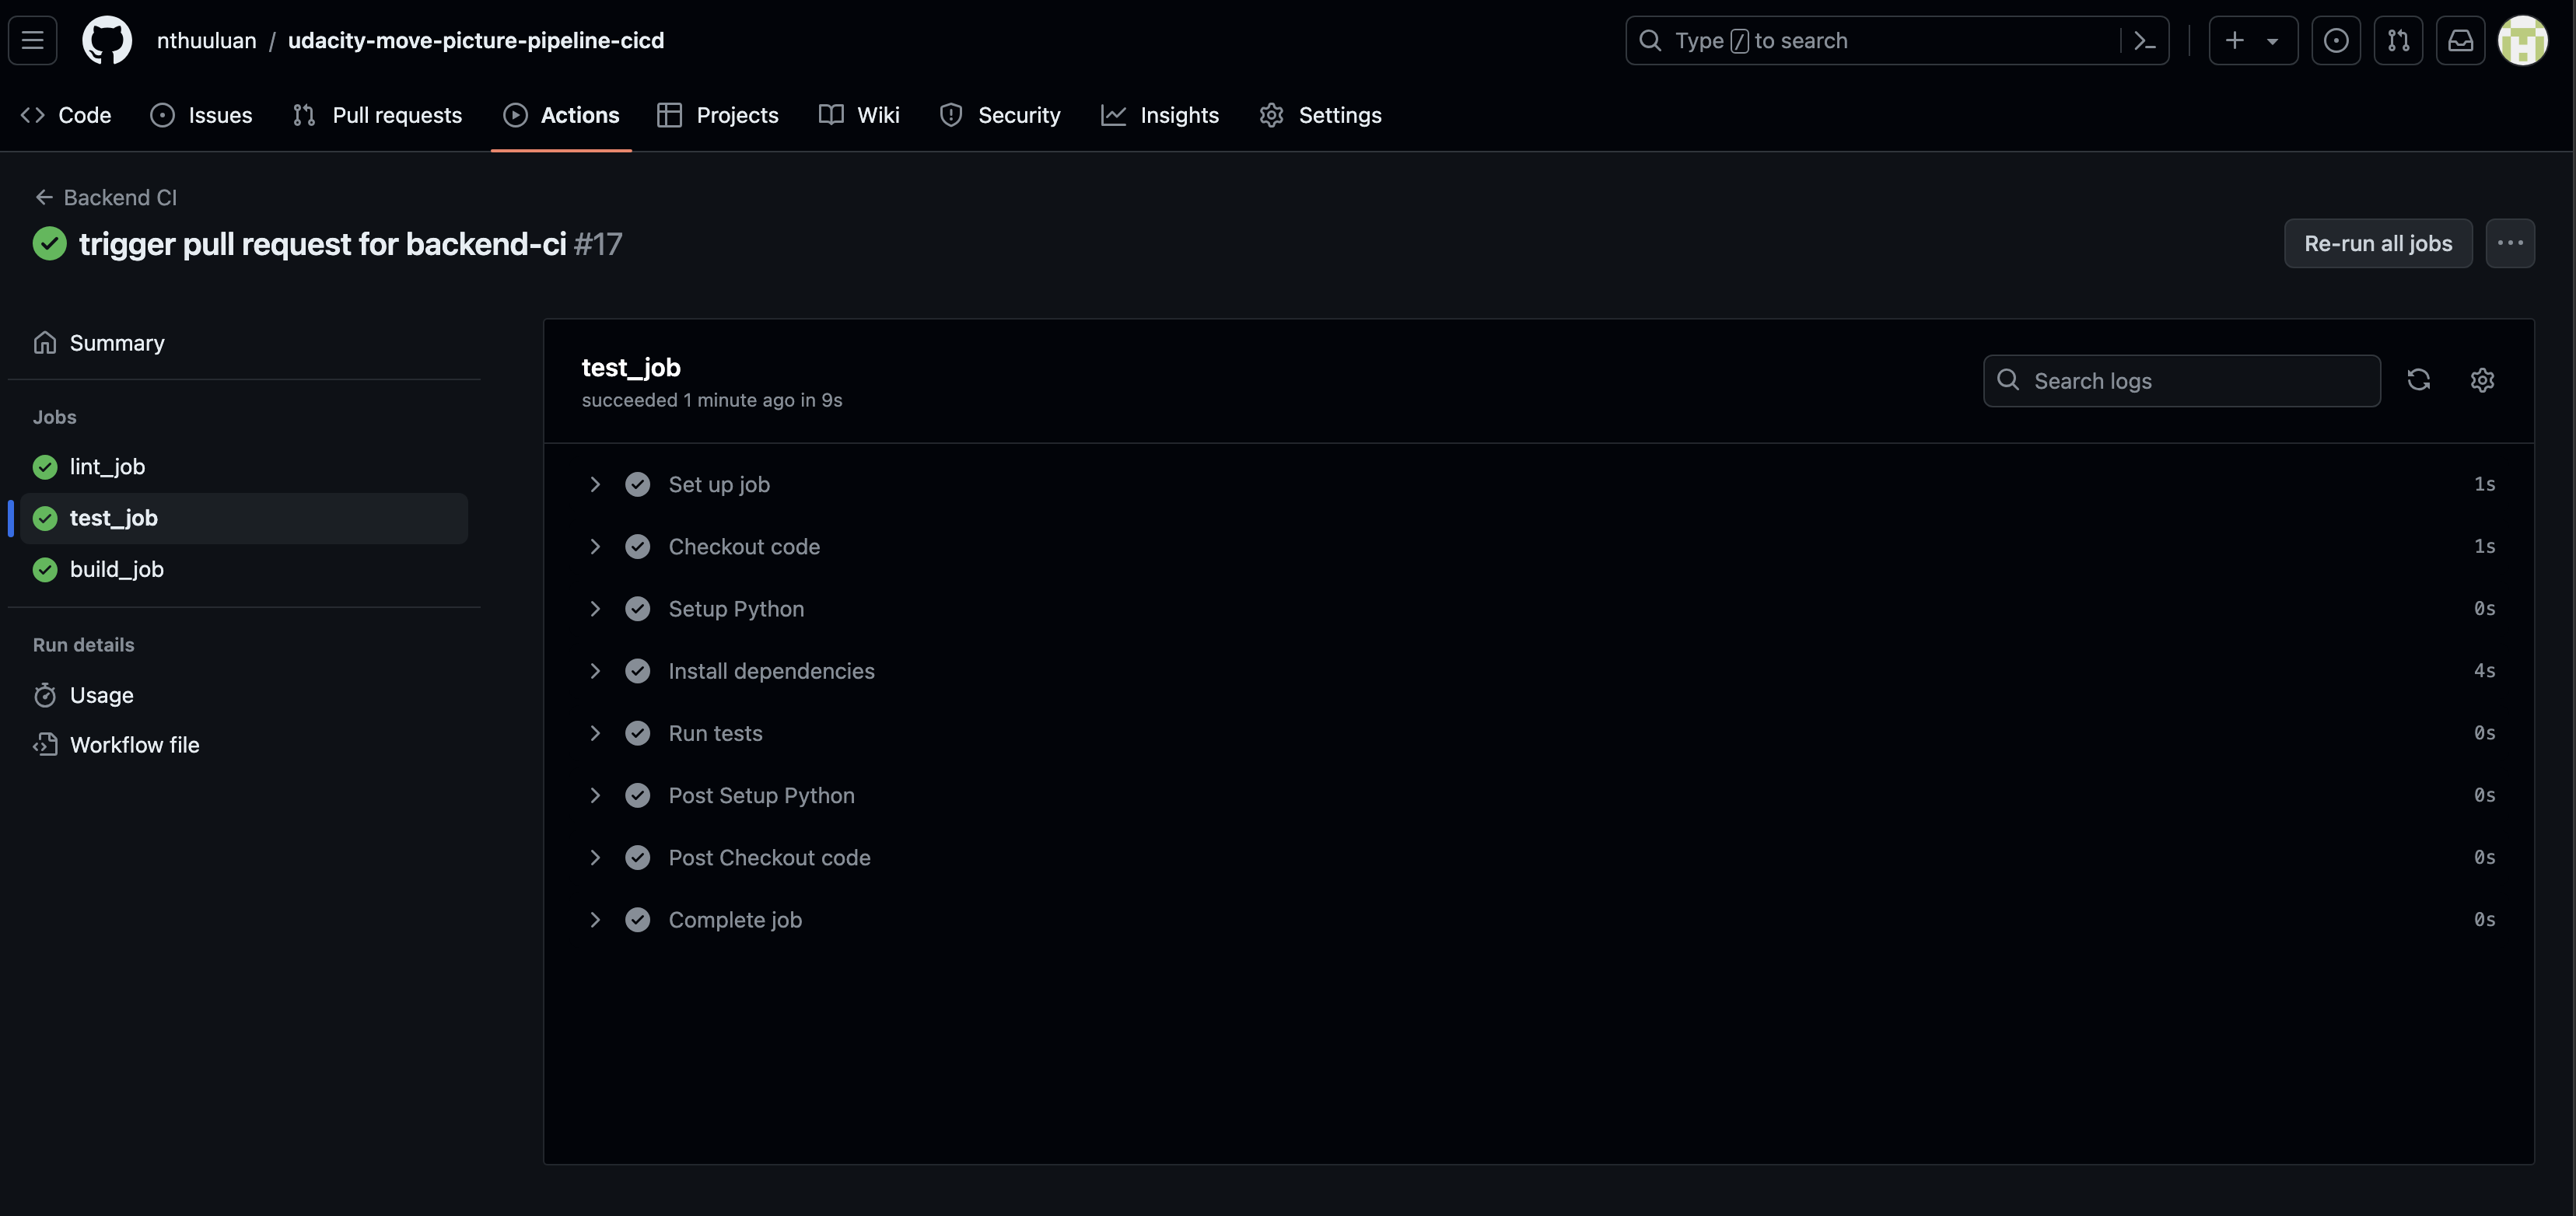 nthuuluan / udacity-move-picture-pipeline-cicd
Type / to search
Code Issues Pull requests Actions Projects Wiki Security Insights Settings
Backend CI
trigger pull request for backend-ci #17
Re-run all jobs
Summary
Jobs
lint_job
test_job
build_job
Run details
Usage
Workflow file
test_job
succeeded 1 minute ago in 9s
Search logs
Set up job 1s
Checkout code 1s
Setup Python 0s
Install dependencies 4s
Run tests 0s
Post Setup Python 0s
Post Checkout code 0s
Complete job 0s